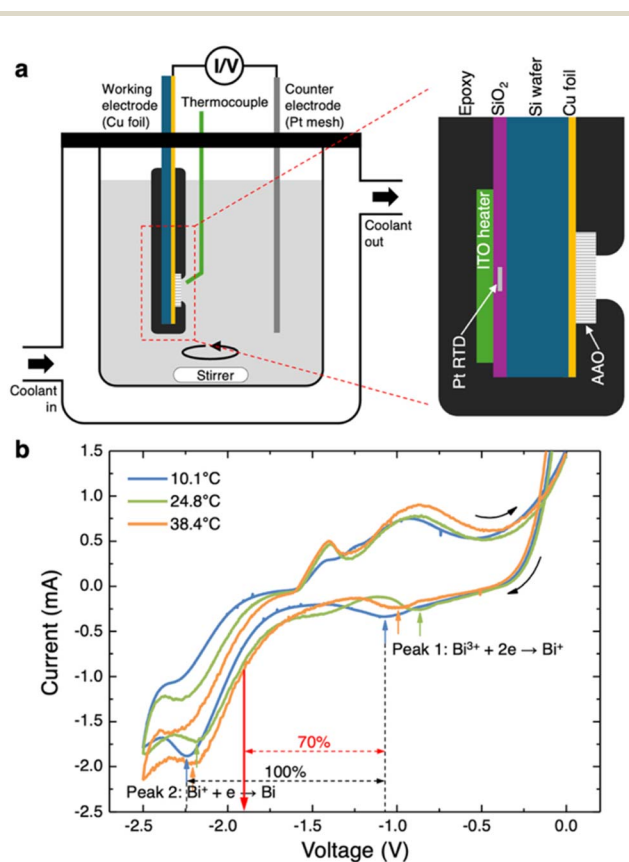 a
I/V
Working
electrode
(Cu foil)
Thermocouple
Counter
electrode
(Pt mesh)
Coolant
out
Coolant
in
Stirrer
Epoxy
SiO2
Si wafer
Cu foil
ITO heater
Pt RTD
AAO
b
1.5
1.0
0.5
0.0
-0.5
-1.0
-1.5
-2.0
-2.5
Current (mA)
10.1°C
24.8°C
38.4°C
Peak 1: Bi³⁺ + 2e → Bi⁺
70%
100%
Peak 2: Bi⁺ + e → Bi
-2.5 -2.0 -1.5 -1.0 -0.5 0.0
Voltage (V)